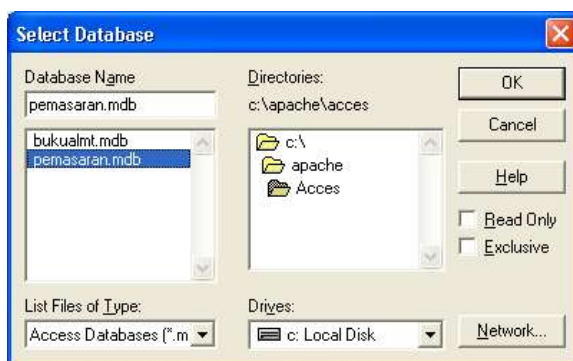 Select Database
Database Name
pemasaran.mdb
bukualmt.mdb
pemasaran.mdb
List Files of Type:
Access Databases (*.m
Directories:
c:\apache\acces
c:\
apache
Acces
Drives:
c: Local Disk
OK
Cancel
Help
Read Only
Exclusive
Network...